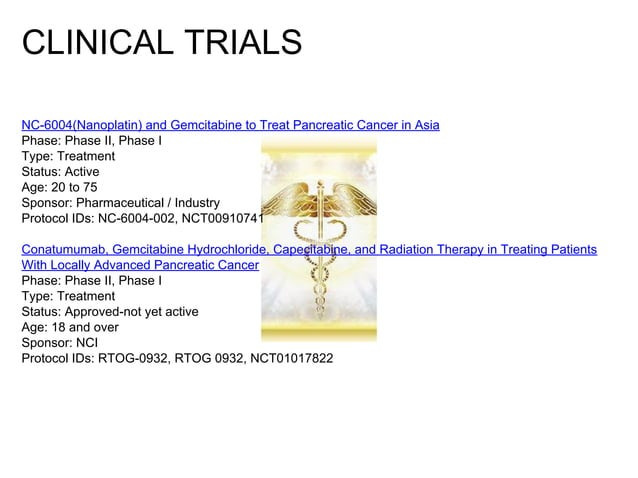 CLINICAL TRIALS
NC-6004(Nanoplatin) and Gemcitabine to Treat Pancreatic Cancer in Asia
Phase: Phase II, Phase I
Type: Treatment
Status: Active
Age: 20 to 75
Sponsor: Pharmaceutical / Industry
Protocol IDs: NC-6004-002, NCT00910741
Conatumumab, Gemcitabine Hydrochloride, Capecitabine, and Radiation Therapy in Treating Patients
With Locally Advanced Pancreatic Cancer
Phase: Phase II, Phase I
Type: Treatment
Status: Approved-not yet active
Age: 18 and over
Sponsor: NCI
Protocol IDs: RTOG-0932, RTOG 0932, NCT01017822